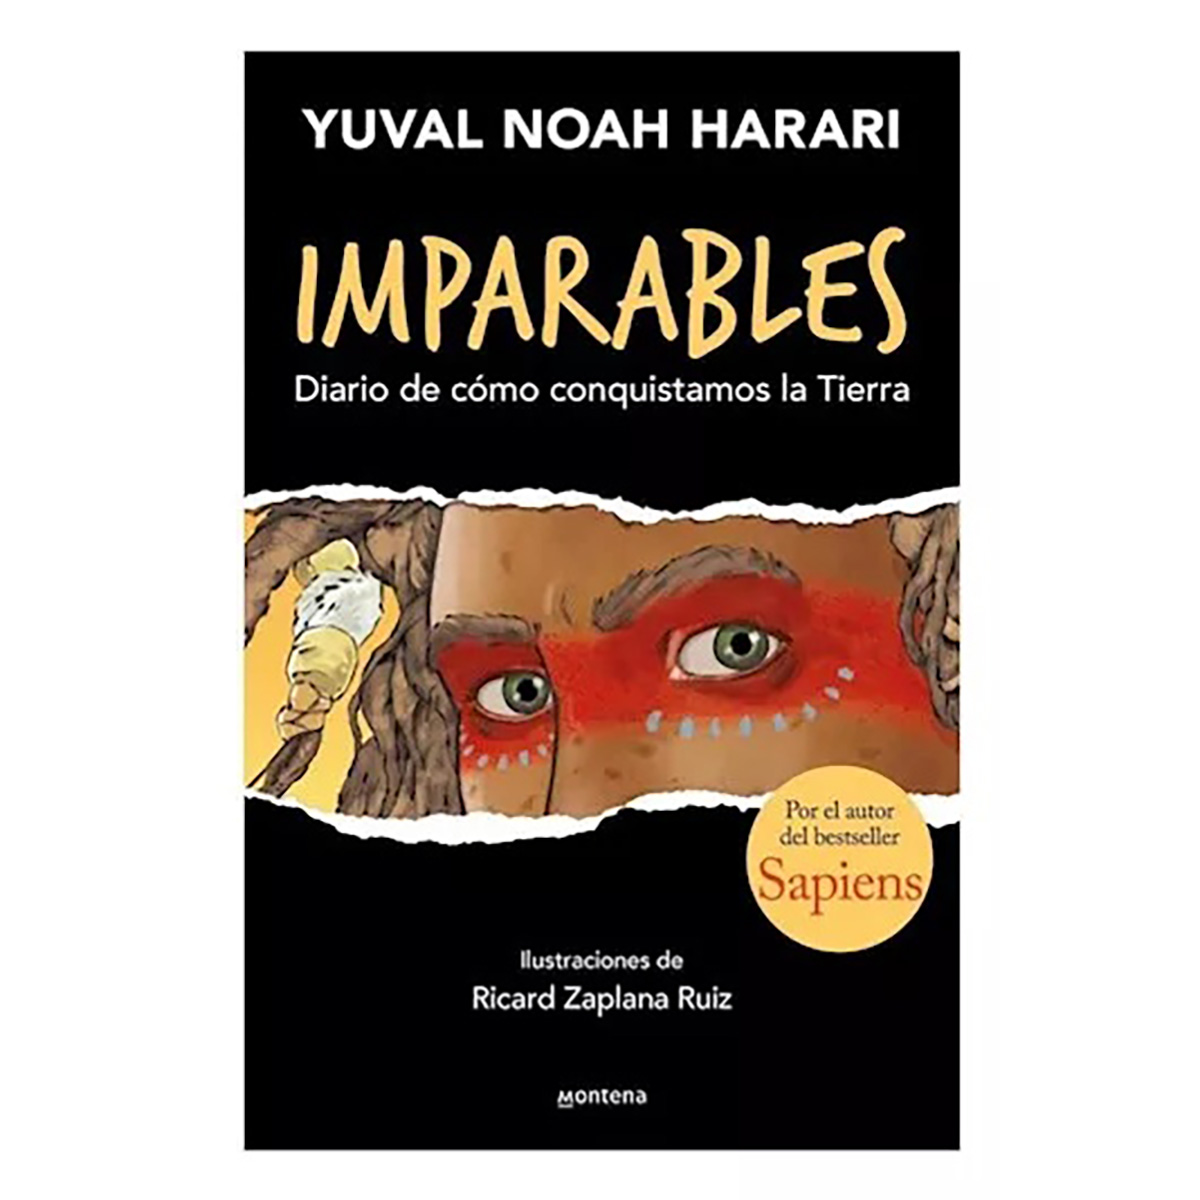 YUVAL NOAH HARARI
IMPARABLES
Diario de cómo conquistamos la Tierra
Por el autor
del bestseller
Sapiens
Ilustraciones de
Ricard Zaplana Ruiz
Montena